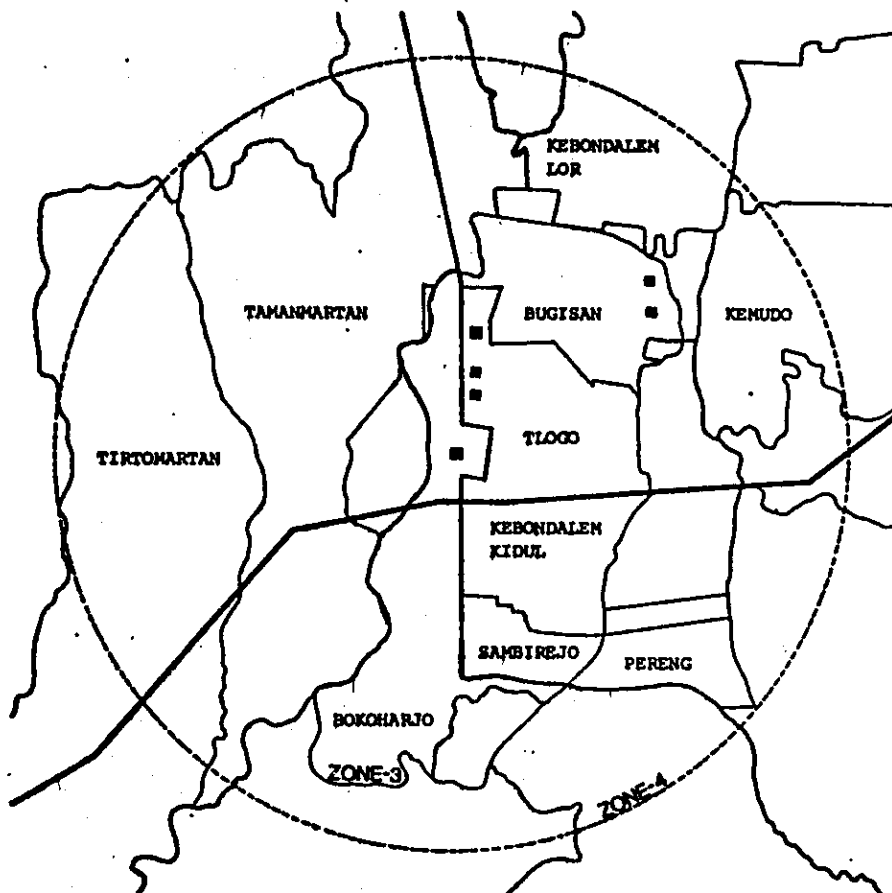 KEBONDALEM
LOR
TAMANMARTAN
BUGISAN
KEMUDO
TIRTOMARTAN
TLOGO
KEBONDALEM
KIDUL
SAMBIREJO
PERENG
BOKOHARJO
ZONE-3
ZONE-4